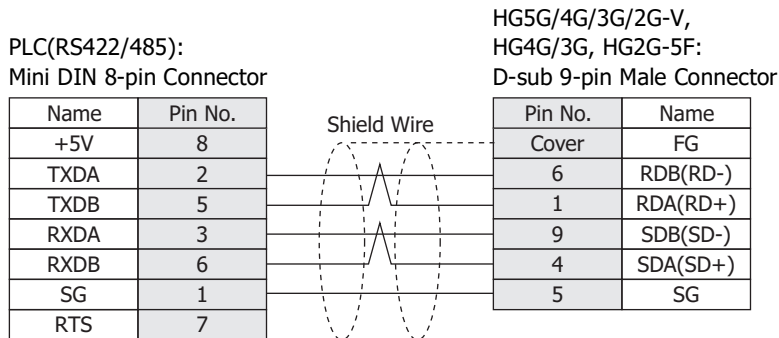 HG5G/4G/3G/2G-V,
PLC(RS422/485): HG4G/3G, HG2G-5F:
Mini DIN 8-pin Connector D-sub 9-pin Male Connector
Name Pin No. Shield Wire Pin No. Name
+5V 8 Cover FG
TXDA 2 6 RDB(RD-)
TXDB 5 1 RDA(RD+)
RXDA 3 9 SDB(SD-)
RXDB 6 4 SDA(SD+)
SG 1 5 SG
RTS 7